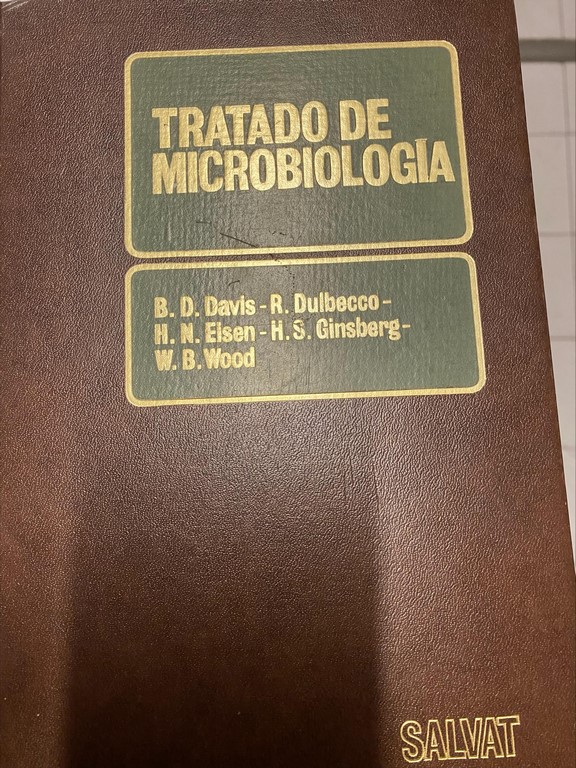 TRATADO DE
MICROBIOLOGÍA
B. D. Davis - R. Dulbecco -
H. N. Eisen - H. S. Ginsberg -
W. B. Wood
SALVAT